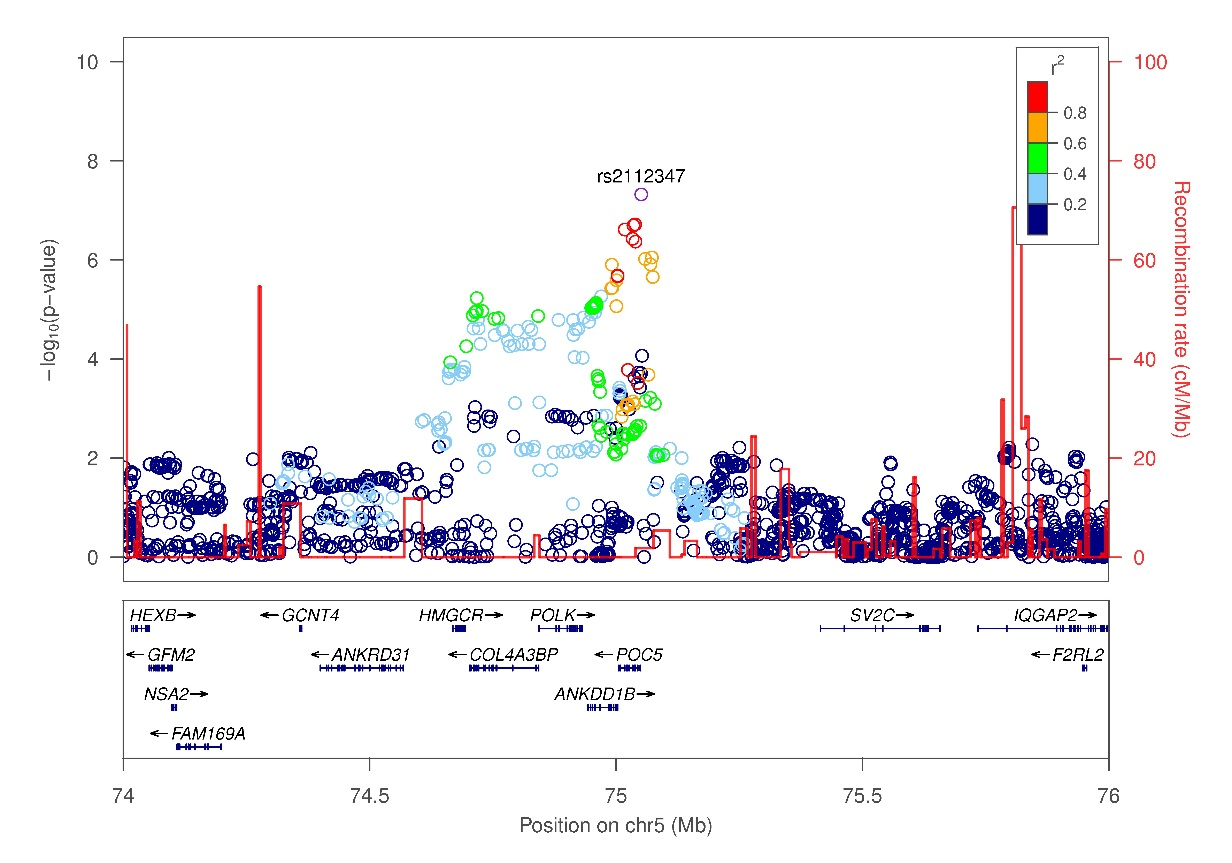 10
8
6
4
2
0
−log10(p−value)
rs2112347
r2
0.8
0.6
0.4
0.2
100
80
60
40
20
0
Recombination rate (cM/Mb)
HEXB→ ←GCNT4 HMGCR→ POLK→ SV2C→ IQGAP2→
←GFM2 ←ANKRD31 ←COL4A3BP ←POC5 ←F2RL2
NSA2→ ANKDD1B→
←FAM169A
74 74.5 75 75.5 76
Position on chr5 (Mb)